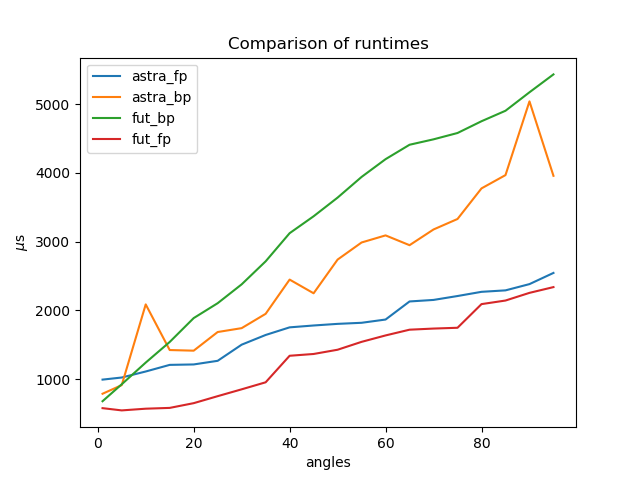 Comparison of runtimes
astra_fp
astra_bp
fut_bp
fut_fp
5000
4000
3000
2000
1000
μs
0 20 40 60 80
angles